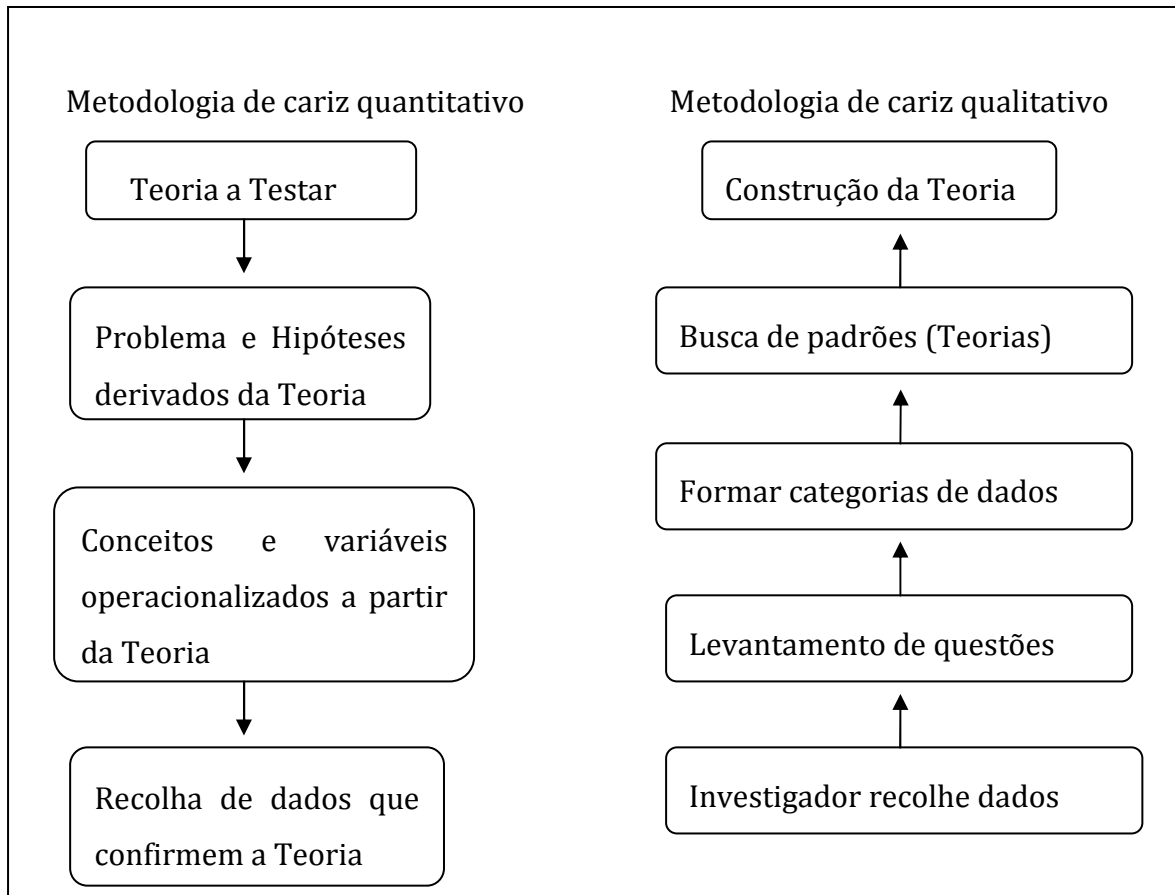 Metodologia de cariz quantitativo
Teoria a Testar
Problema e Hipóteses
derivados da Teoria
Conceitos e variáveis
operacionalizados a partir
da Teoria
Recolha de dados que
confirmem a Teoria
Metodologia de cariz qualitativo
Construção da Teoria
Busca de padrões (Teorias)
Formar categorias de dados
Levantamento de questões
Investigador recolhe dados